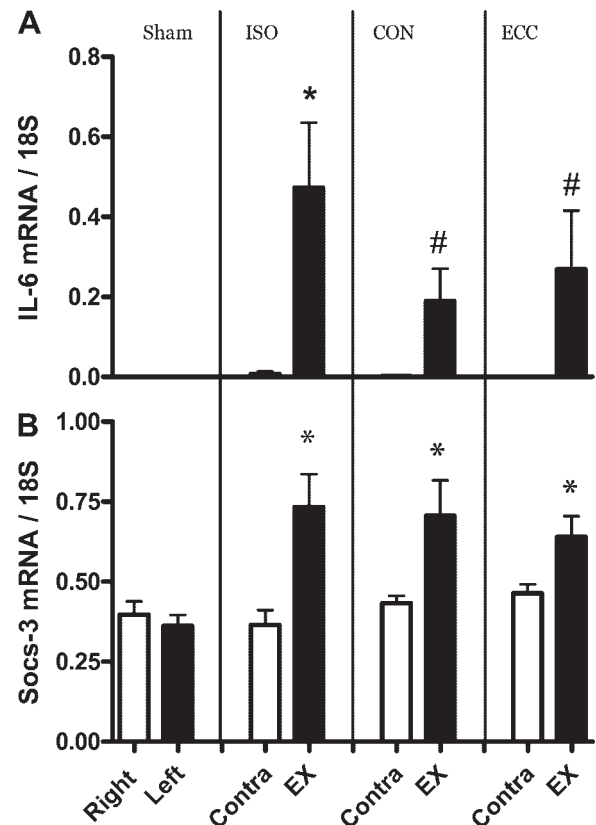 A
Sham ISO CON ECC
IL-6 mRNA / 18S
0.8
0.6
0.4
0.2
0.0
*
#
#
B
Socs-3 mRNA / 18S
1.00
0.75
0.50
0.25
0.00
*
*
*
Right Left Contra EX Contra EX Contra EX